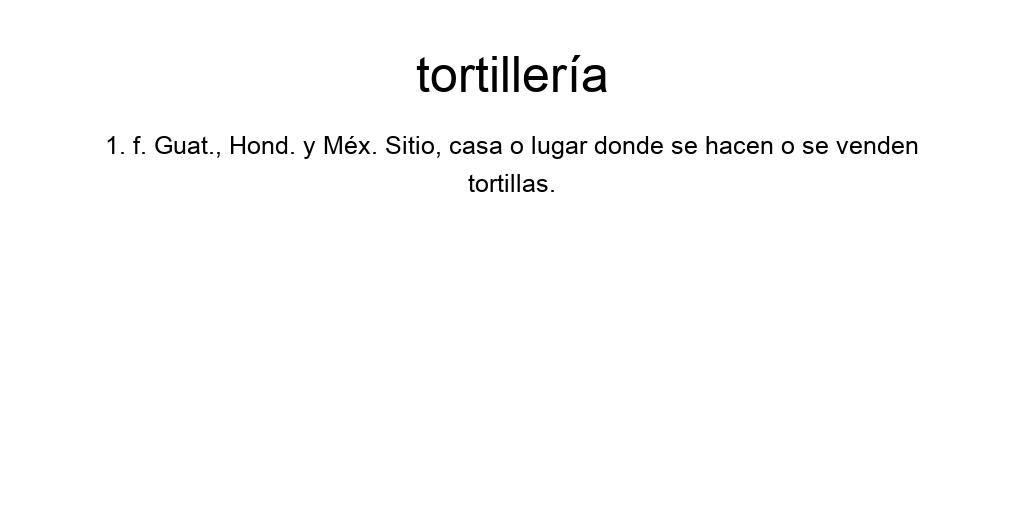 tortillería
1. f. Guat., Hond. y Méx. Sitio, casa o lugar donde se hacen o se venden
tortillas.